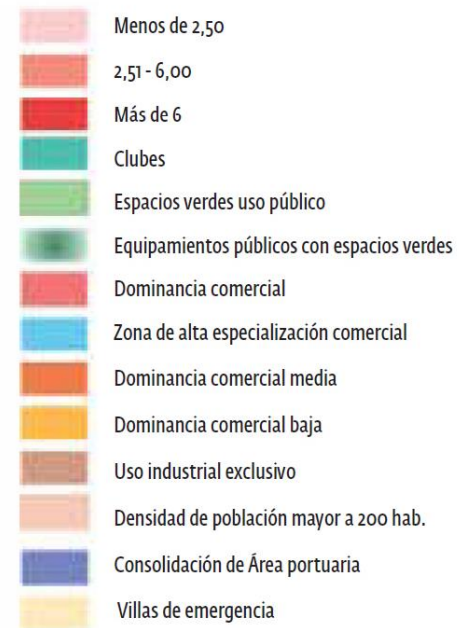 Menos de 2,50
2,51 - 6,00
Más de 6
Clubes
Espacios verdes uso público
Equipamientos públicos con espacios verdes
Dominancia comercial
Zona de alta especialización comercial
Dominancia comercial media
Dominancia comercial baja
Uso industrial exclusivo
Densidad de población mayor a 200 hab.
Consolidación de Área portuaria
Villas de emergencia